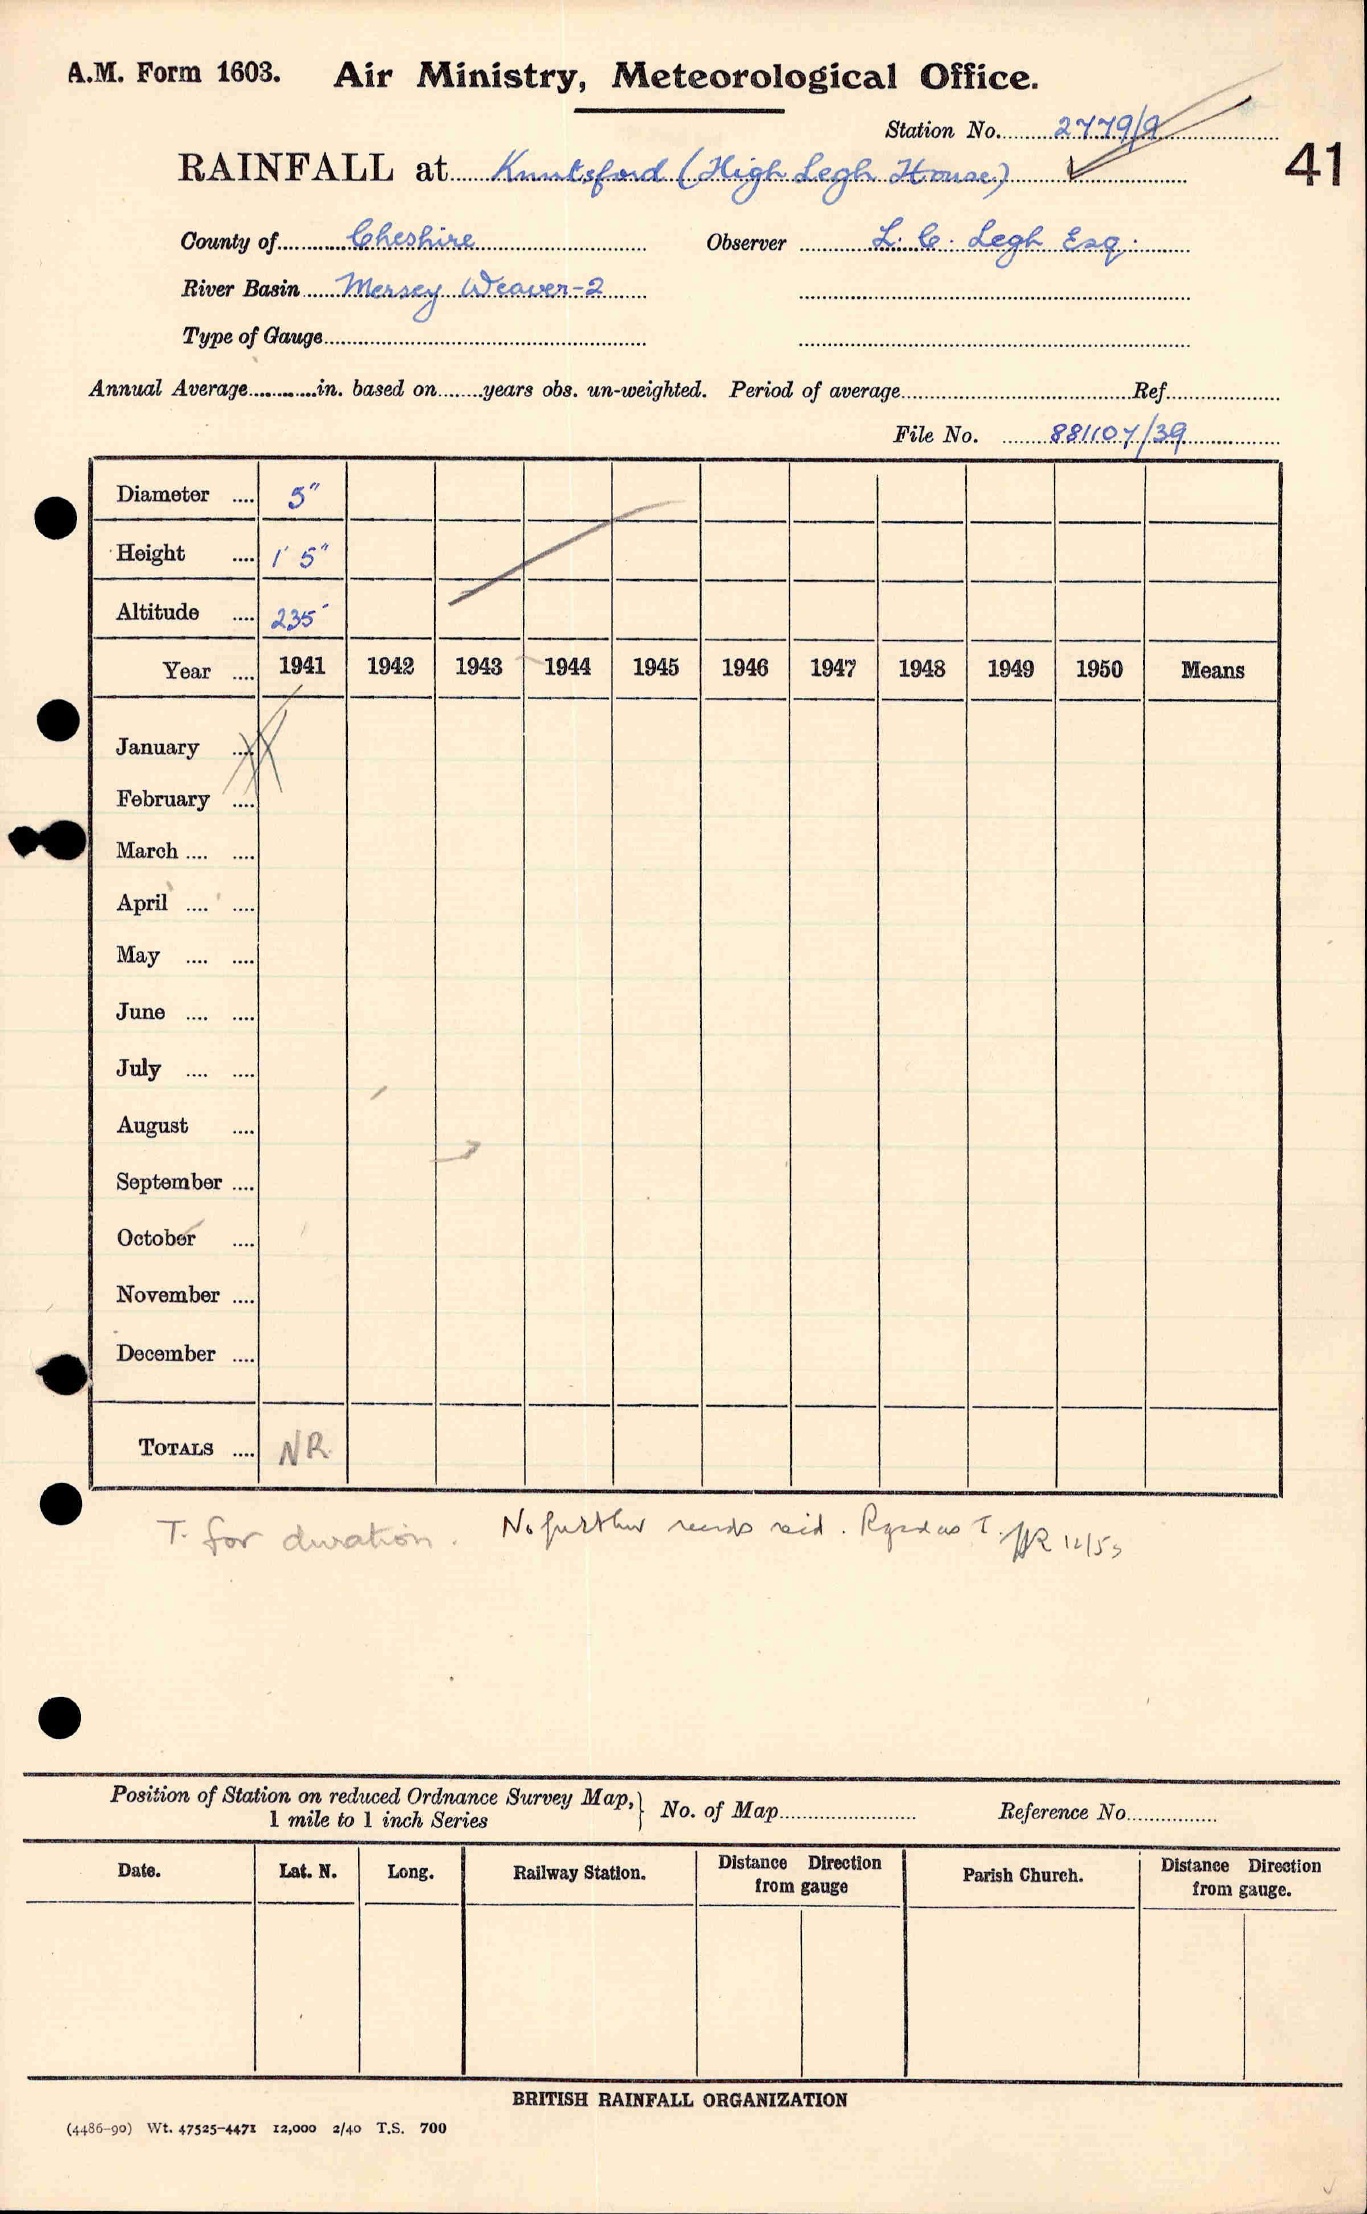 A.M. Form 1603. Air Ministry, Meteorological Office.
Station No. 2779/9
RAINFALL at Knutsford (High Legh House)
41
County of Cheshire Observer L. C. Legh Esq.
River Basin Mersey Weaver-2
Type of Gauge
Annual Average in. based on years obs. un-weighted. Period of average Ref.
File No. 881107/39
Diameter 5"
Height 1' 5"
Altitude 235'
Year 1941 1942 1943 1944 1945 1946 1947 1948 1949 1950 Means
January
February
March
April
May
June
July
August
September
October
November
December
TOTALS NR
T. for duration. No further recds recd. as T.
Position of Station on reduced Ordnance Survey Map,} No. of Map Reference No.
1 mile to 1 inch Series
Date. Lat. N. Long. Railway Station. Distance Direction from gauge Parish Church. Distance Direction from gauge.
BRITISH RAINFALL ORGANIZATION
(4486-90) Wt. 47525-4471 12,000 2/40 T.S. 700